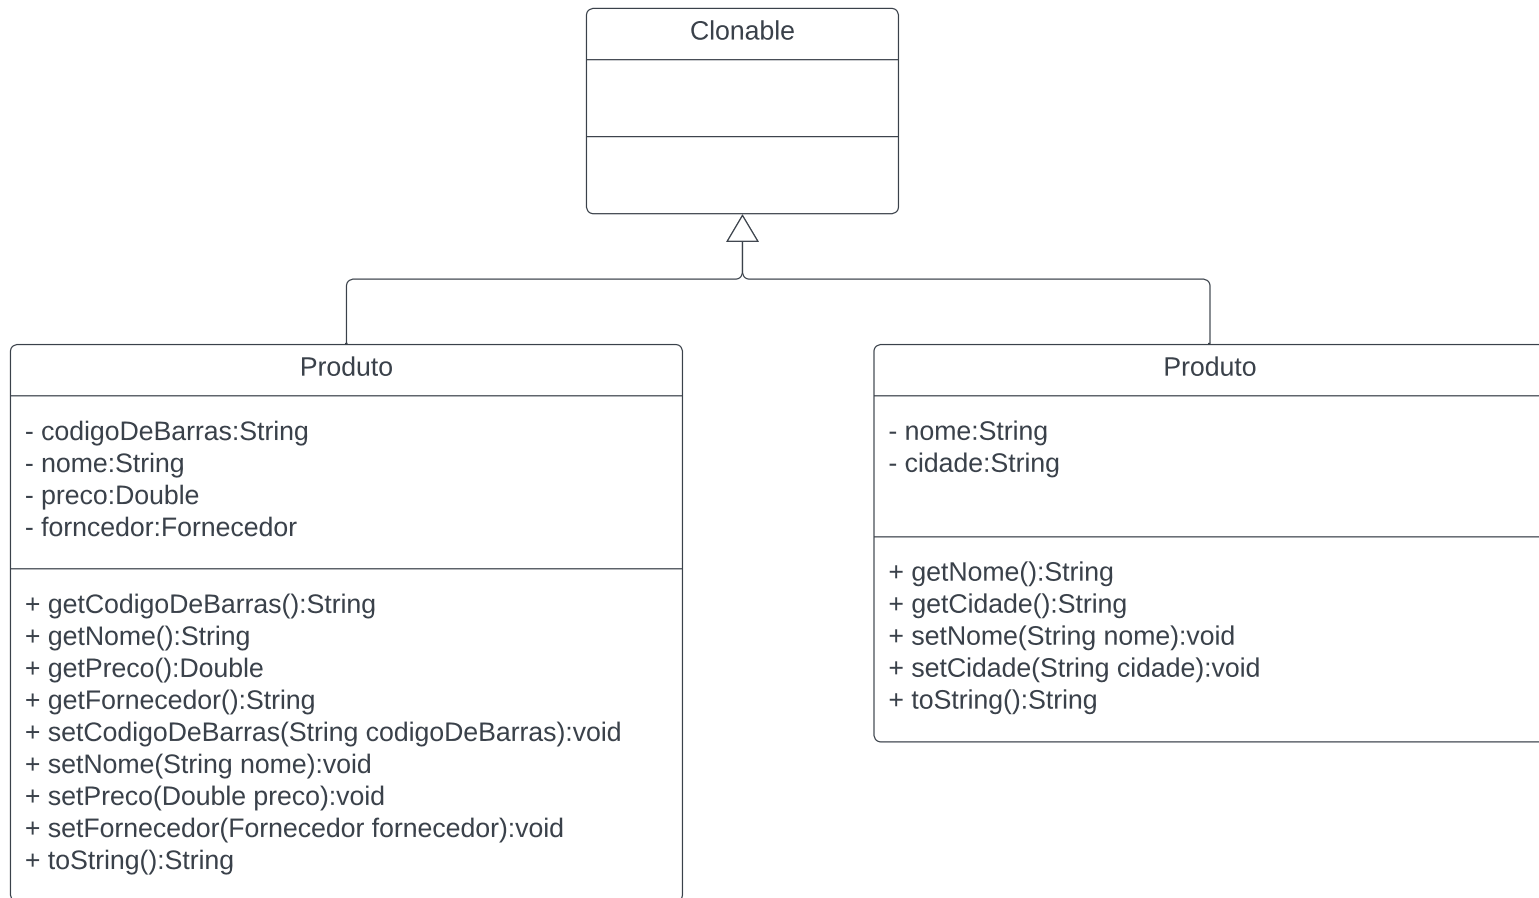 Clonable
Produto
- codigoDeBarras:String
- nome:String
- preco:Double
- forncedor:Fornecedor
+ getCodigoDeBarras():String
+ getNome():String
+ getPreco():Double
+ getFornecedor():String
+ setCodigoDeBarras(String codigoDeBarras):void
+ setNome(String nome):void
+ setPreco(Double preco):void
+ setFornecedor(Fornecedor fornecedor):void
+ toString():String
Produto
- nome:String
- cidade:String
+ getNome():String
+ getCidade():String
+ setNome(String nome):void
+ setCidade(String cidade):void
+ toString():String